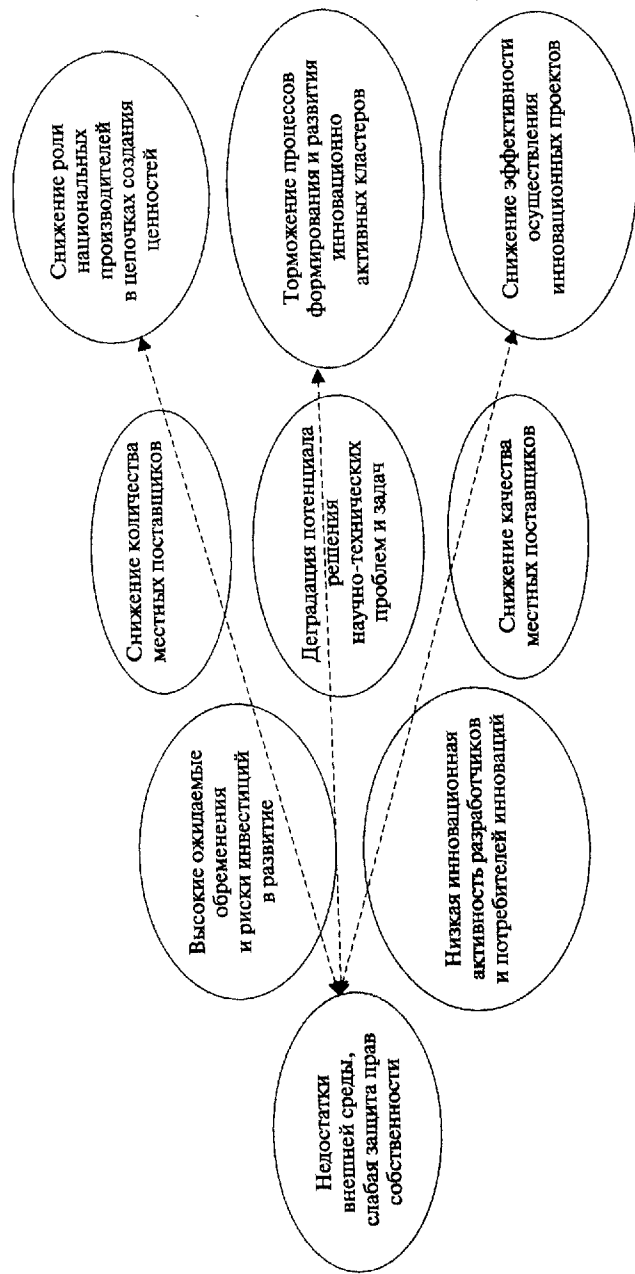 Недостатки
внешней среды,
слабая защита прав
собственности
Высокие ожидаемые
обременения
и риски инвестиций
в развитие
Низкая инновационная
активность разработчиков
и потребителей инноваций
Снижение количества
местных поставщиков
Деградация потенциала
решения
научно-технических
проблем и задач
Снижение качества
местных поставщиков
Снижение роли
национальных
производителей
в цепочках создания
ценностей
Торможение процессов
формирования и развития
инновационно
активных кластеров
Снижение эффективности
осуществления
инновационных проектов